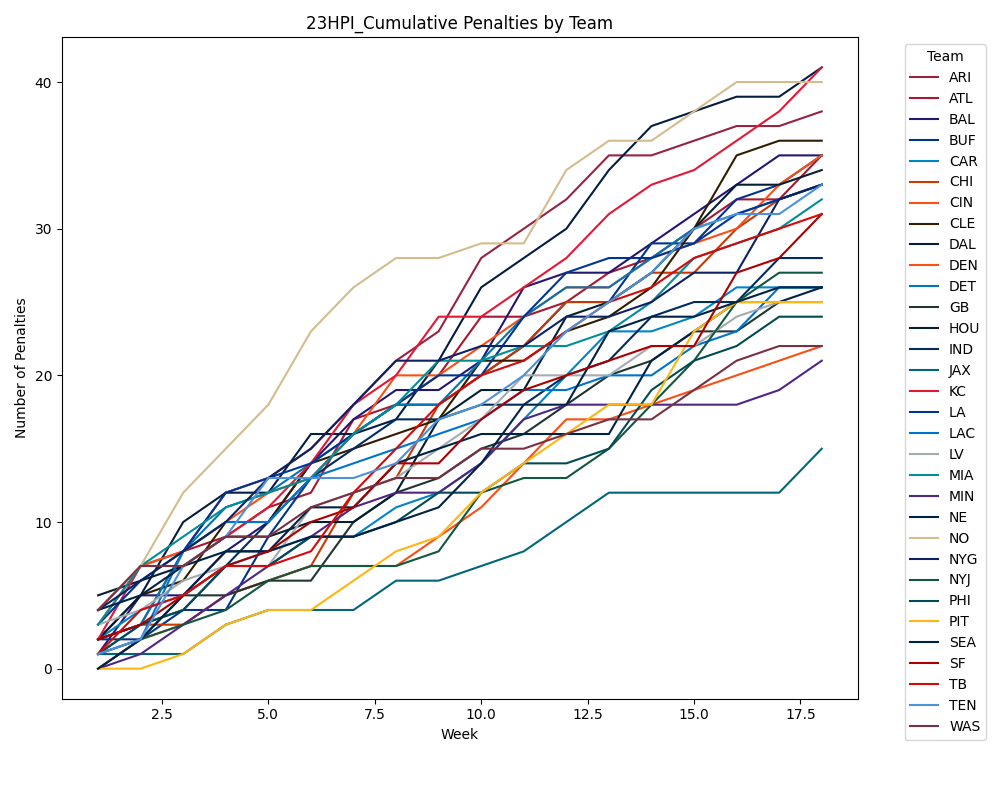 23HPI_Cumulative Penalties by Team
Number of Penalties
40
30
20
10
0
2.5
5.0
7.5
10.0
12.5
15.0
17.5
Week
Team
ARI
ATL
BAL
BUF
CAR
CHI
CIN
CLE
DAL
DEN
DET
GB
HOU
IND
JAX
KC
LA
LAC
LV
MIA
MIN
NE
NO
NYG
NYJ
PHI
PIT
SEA
SF
TB
TEN
WAS